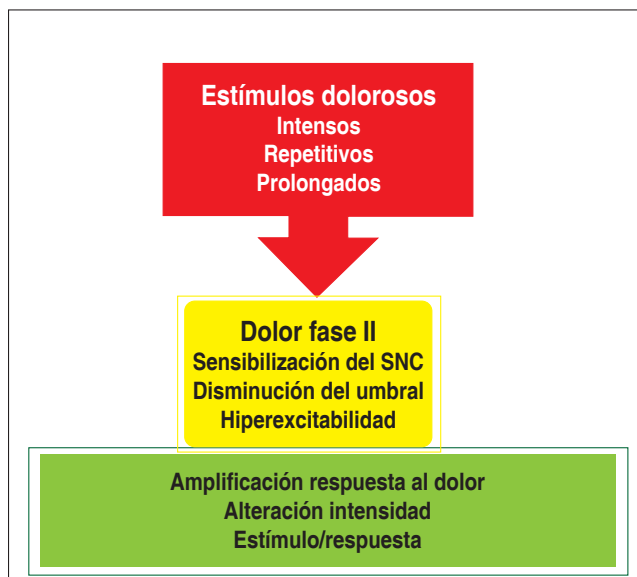 Estímulos dolorosos
Intensos
Repetitivos
Prolongados
Dolor fase II
Sensibilización del SNC
Disminución del umbral
Hiperexcitabilidad
Amplificación respuesta al dolor
Alteración intensidad
Estímulo/respuesta